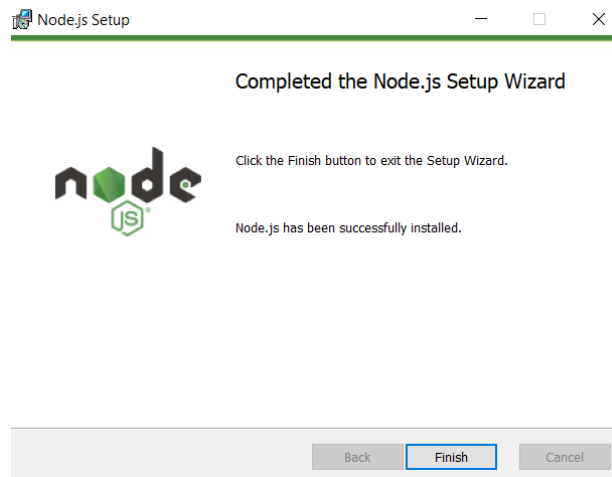 Node.js Setup
Completed the Node.js Setup Wizard
Click the Finish button to exit the Setup Wizard.
node
JS
Node.js has been successfully installed.
Back
Finish
Cancel